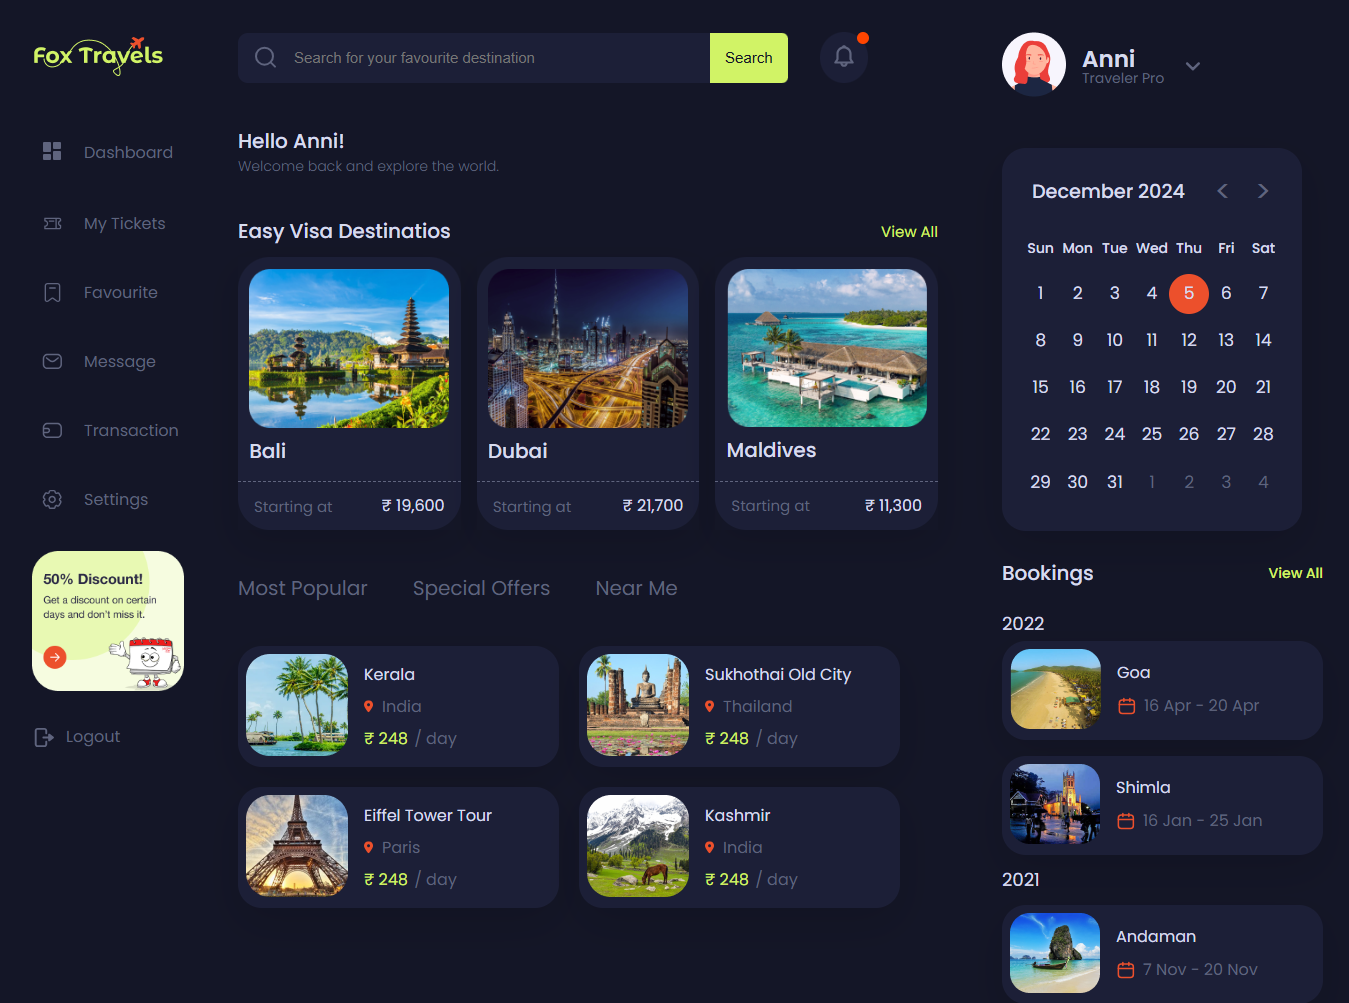 Fox Travels
Search for your favourite destination
Search
Anni
Traveler Pro
Dashboard
My Tickets
Favourite
Message
Transaction
Settings
50% Discount!
Get a discount on certain
days and don't miss it.
Logout
Hello Anni!
Welcome back and explore the world.
Easy Visa Destinatios
View All
Bali
Starting at ₹ 19,600
Dubai
Starting at ₹ 21,700
Maldives
Starting at ₹ 11,300
Most Popular Special Offers Near Me
Kerala
India
₹ 248 / day
Sukhothai Old City
Thailand
₹ 248 / day
Eiffel Tower Tour
Paris
₹ 248 / day
Kashmir
India
₹ 248 / day
December 2024
Sun Mon Tue Wed Thu Fri Sat
1 2 3 4 5 6 7
8 9 10 11 12 13 14
15 16 17 18 19 20 21
22 23 24 25 26 27 28
29 30 31 1 2 3 4
Bookings
View All
2022
Goa
16 Apr - 20 Apr
Shimla
16 Jan - 25 Jan
2021
Andaman
7 Nov - 20 Nov